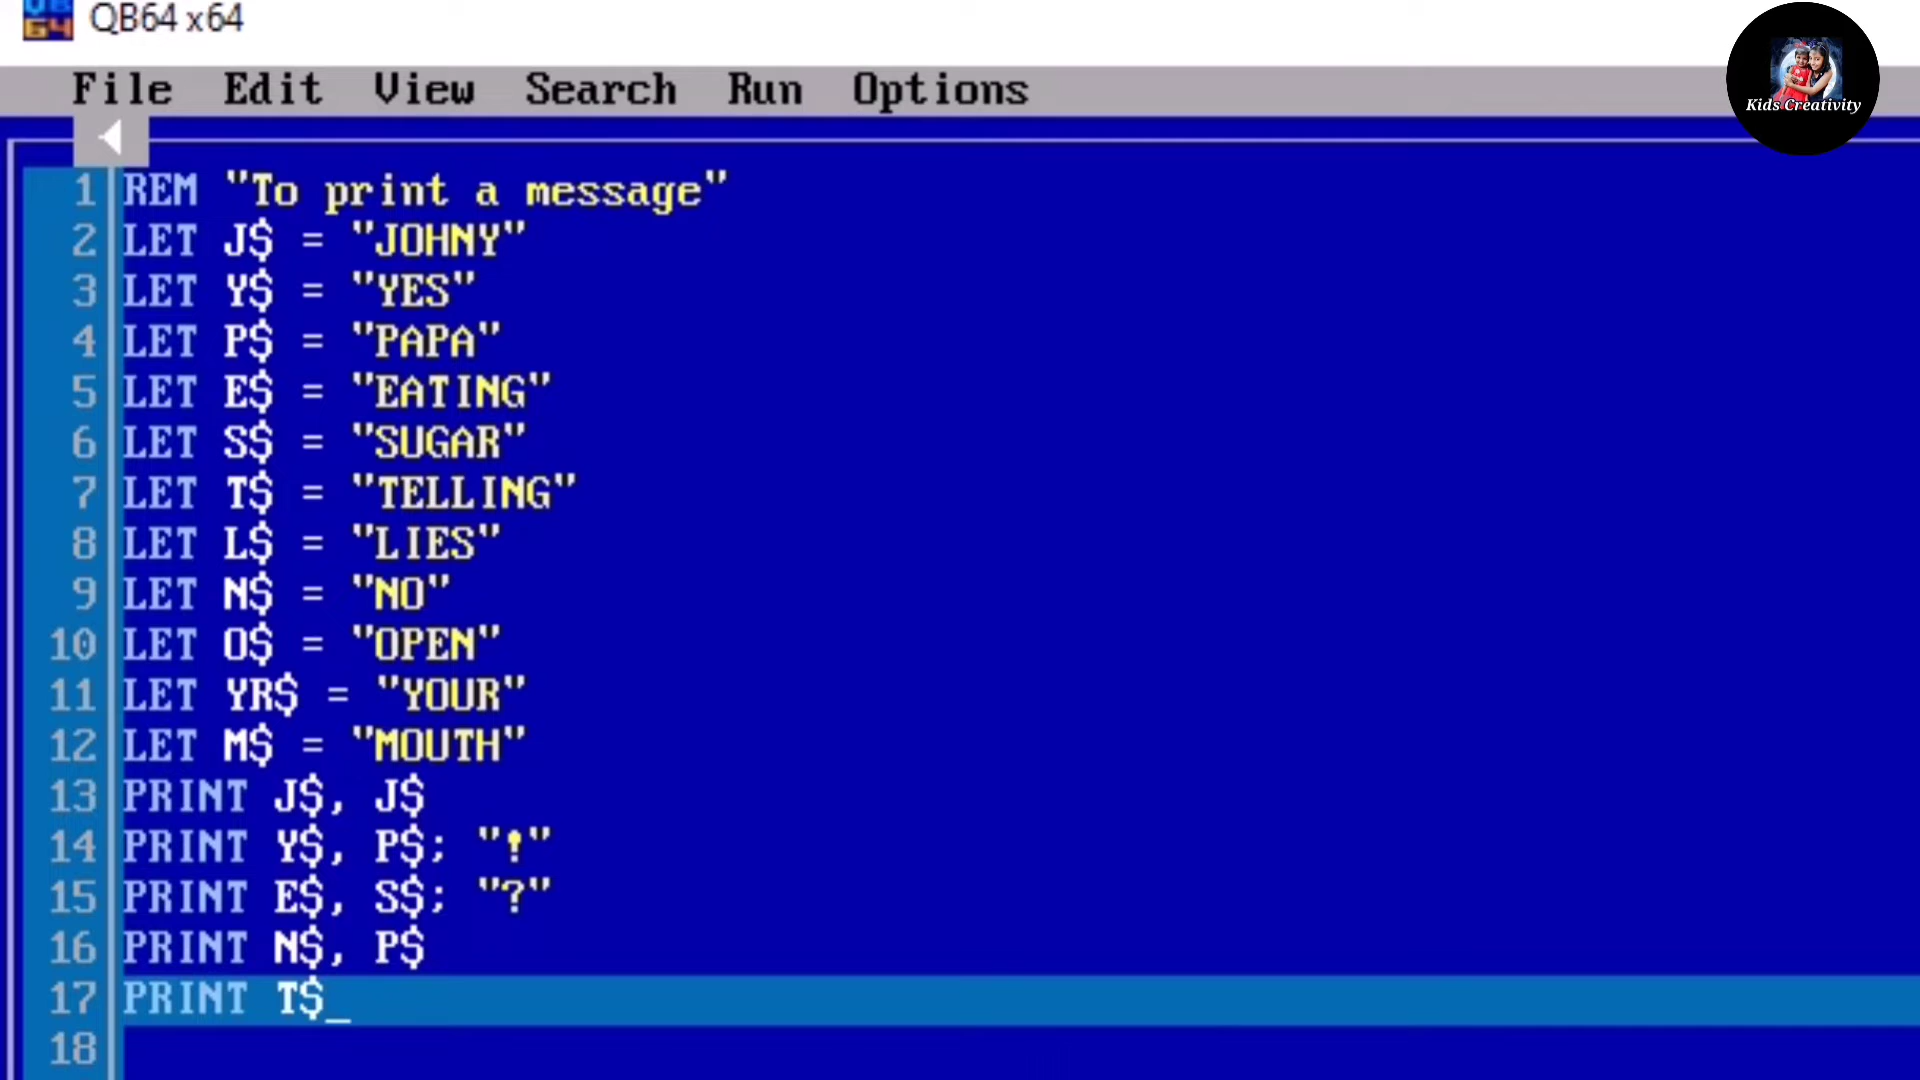 QB64 x64
File Edit View Search Run Options
Kids Creativity
1 REM "To print a message"
2 LET J$ = "JOHNY"
3 LET Y$ = "YES"
4 LET P$ = "PAPA"
5 LET E$ = "EATING"
6 LET S$ = "SUGAR"
7 LET T$ = "TELLING"
8 LET L$ = "LIES"
9 LET N$ = "NO"
10 LET O$ = "OPEN"
11 LET YR$ = "YOUR"
12 LET M$ = "MOUTH"
13 PRINT J$, J$
14 PRINT Y$, P$; "!"
15 PRINT E$, S$; "?"
16 PRINT N$, P$
17 PRINT T$_
18